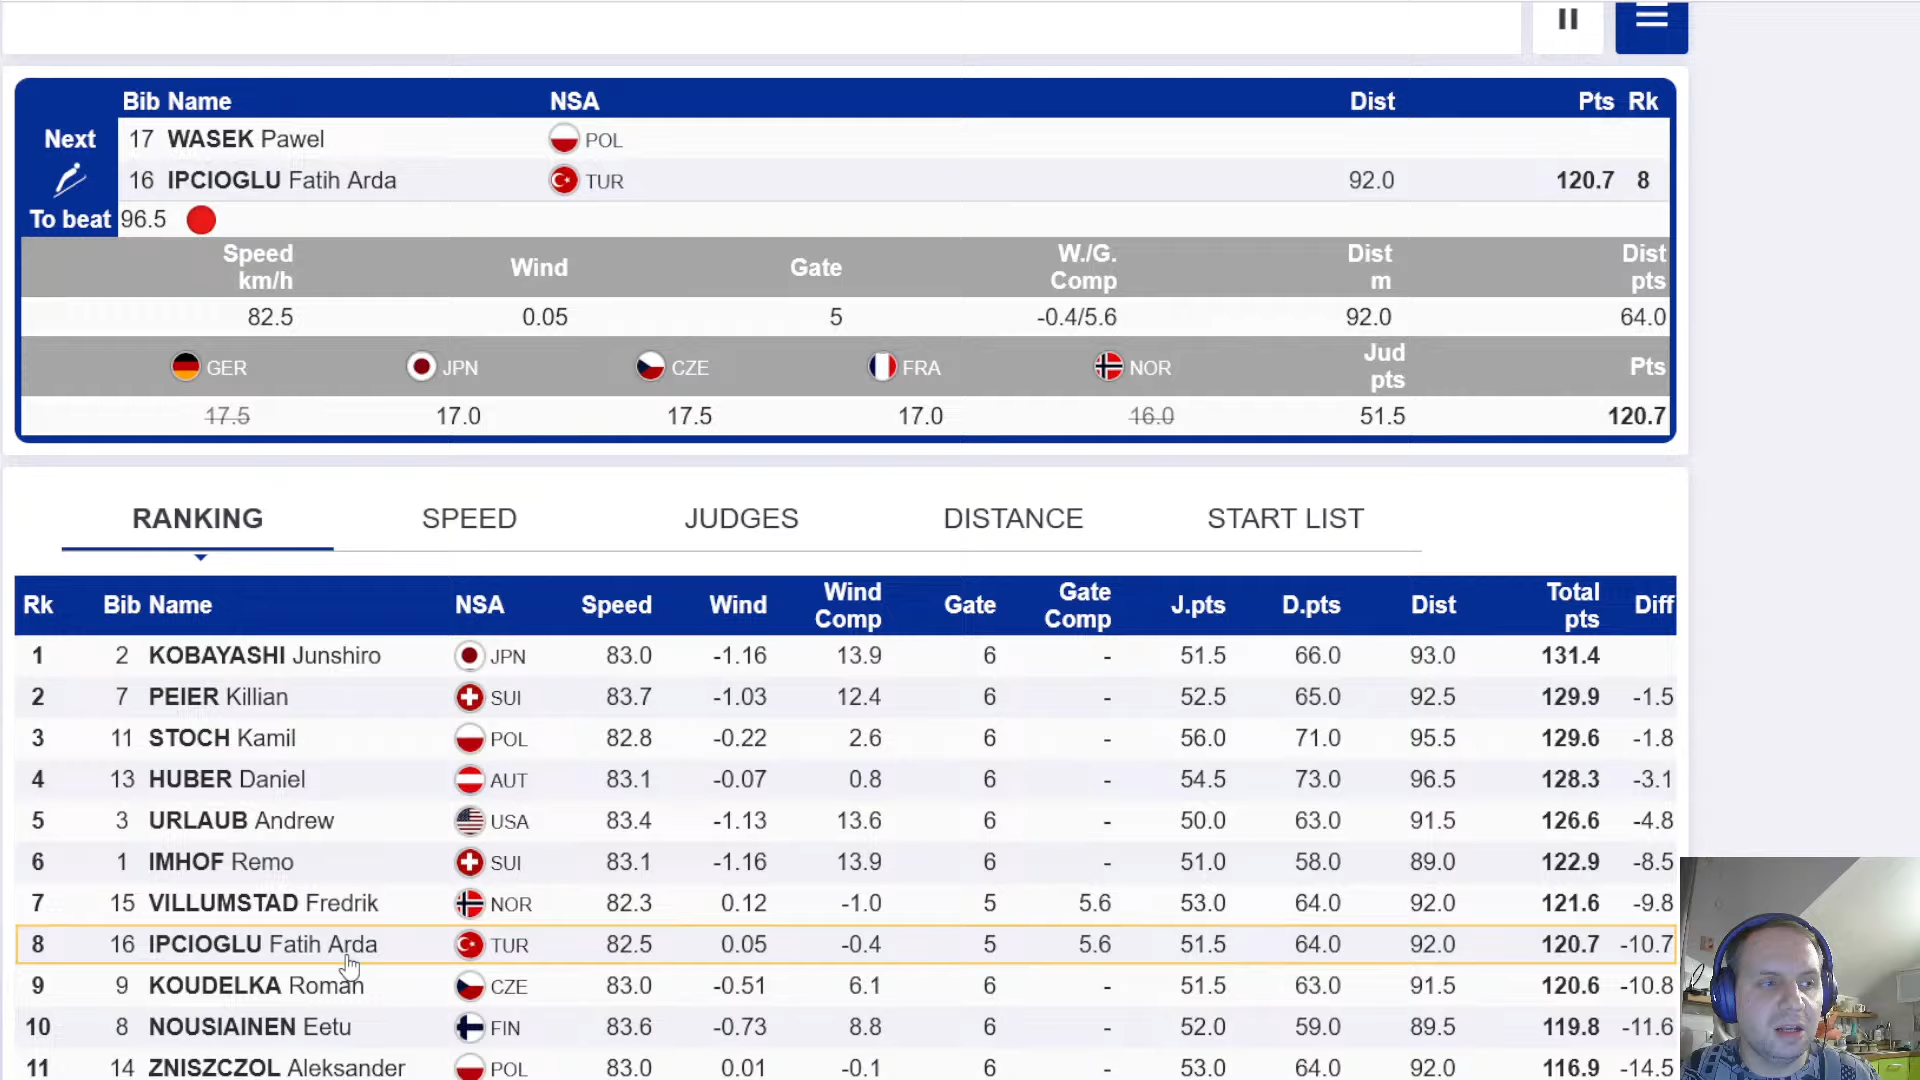 Bib Name NSA Dist Pts Rk
Next 17 WASEK Pawel POL
16 IPCIOGLU Fatih Arda TUR 92.0 120.7 8
To beat 96.5
Speed km/h Wind Gate W./G. Comp Dist m Dist pts
82.5 0.05 5 -0.4/5.6 92.0 64.0
GER JPN CZE FRA NOR Jud pts Pts
17.5 17.0 17.5 17.0 16.0 51.5 120.7
RANKING SPEED JUDGES DISTANCE START LIST
Rk Bib Name NSA Speed Wind Wind Comp Gate Gate Comp J.pts D.pts Dist Total pts Diff
1 2 KOBAYASHI Junshiro JPN 83.0 -1.16 13.9 6 - 51.5 66.0 93.0 131.4
2 7 PEIER Killian SUI 83.7 -1.03 12.4 6 - 52.5 65.0 92.5 129.9 -1.5
3 11 STOCH Kamil POL 82.8 -0.22 2.6 6 - 56.0 71.0 95.5 129.6 -1.8
4 13 HUBER Daniel AUT 83.1 -0.07 0.8 6 - 54.5 73.0 96.5 128.3 -3.1
5 3 URLAUB Andrew USA 83.4 -1.13 13.6 6 - 50.0 63.0 91.5 126.6 -4.8
6 1 IMHOF Remo SUI 83.1 -1.16 13.9 6 - 51.0 58.0 89.0 122.9 -8.5
7 15 VILLUMSTAD Fredrik NOR 82.3 0.12 -1.0 5 5.6 53.0 64.0 92.0 121.6 -9.8
8 16 IPCIOGLU Fatih Arda TUR 82.5 0.05 -0.4 5 5.6 51.5 64.0 92.0 120.7 -10.7
9 9 KOUDELKA Roman CZE 83.0 -0.51 6.1 6 - 51.5 63.0 91.5 120.6 -10.8
10 8 NOUSIAINEN Eetu FIN 83.6 -0.73 8.8 6 - 52.0 59.0 89.5 119.8 -11.6
11 14 ZNISZCZOL Aleksander POL 83.0 0.01 -0.1 6 - 53.0 64.0 92.0 116.9 -14.5